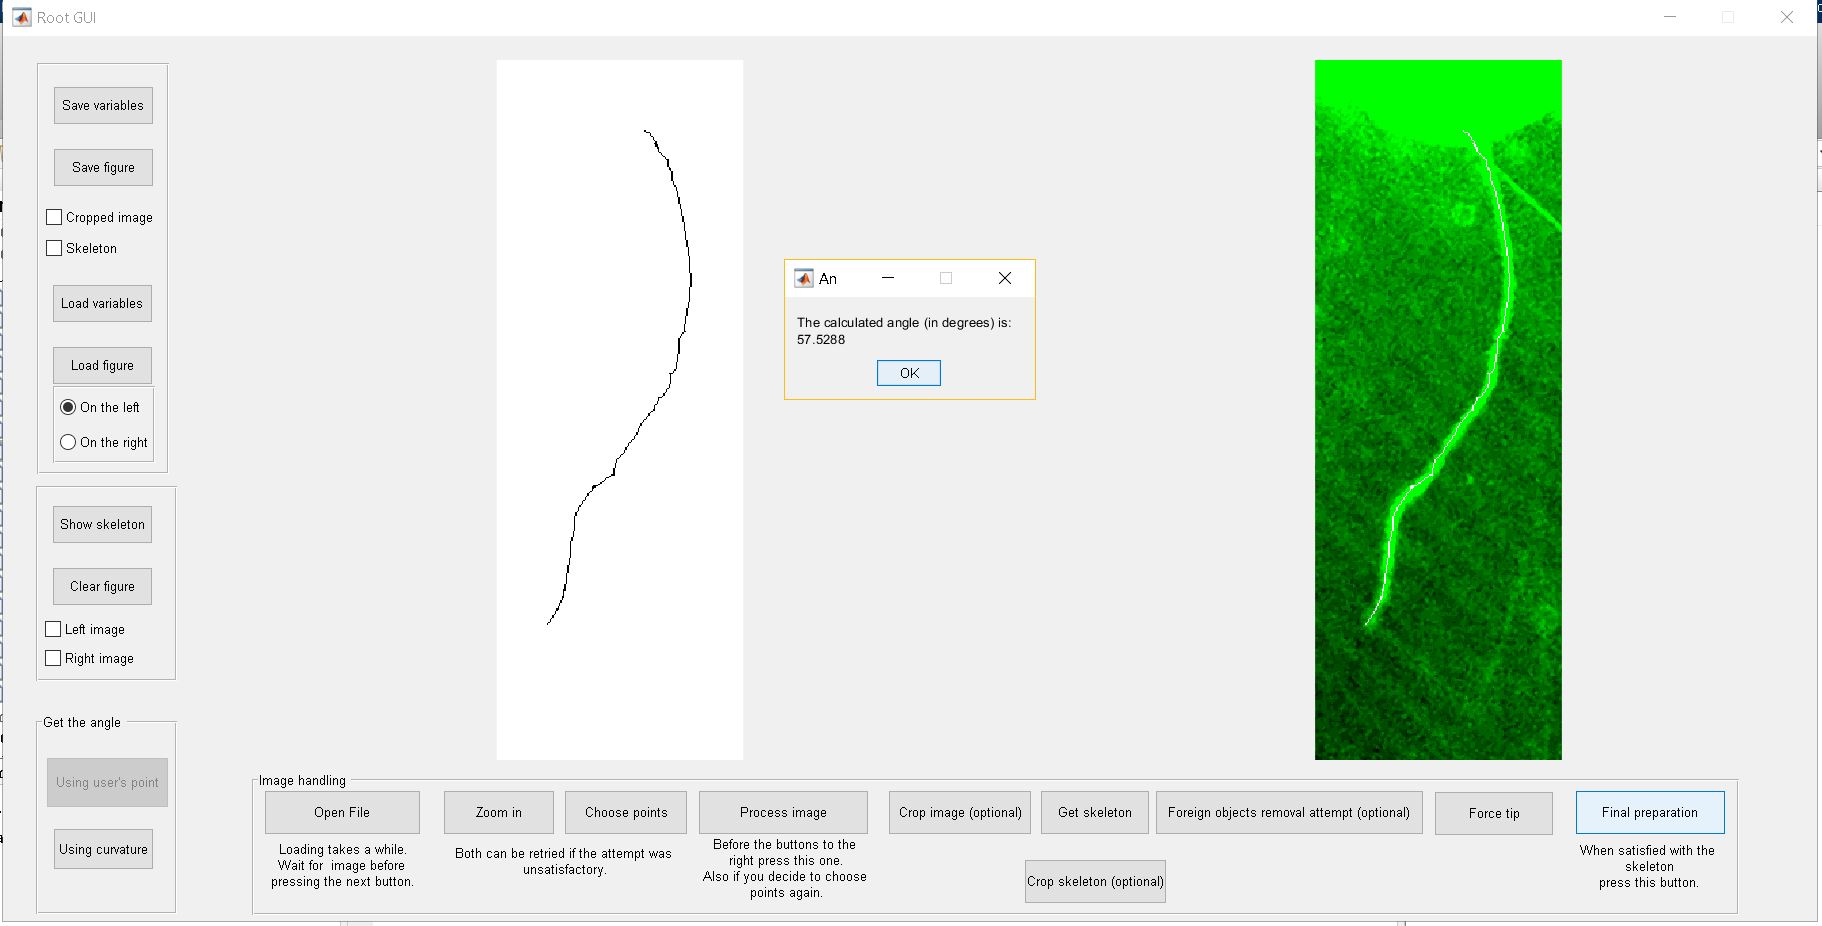 Root GUI
Save variables
Save figure
Cropped image
Skeleton
Load variables
Load figure
On the left
On the right
Show skeleton
Clear figure
Left image
Right image
Get the angle
Using user's point
Using curvature
An
The calculated angle (in degrees) is:
57.5288
OK
Image handling
Open File
Loading takes a while.
Wait for image before
pressing the next button.
Zoom in
Choose points
Both can be retried if the attempt was
unsatisfactory.
Process image
Before the buttons to the
right press this one.
Also if you decide to choose
points again.
Crop image (optional)
Get skeleton
Foreign objects removal attempt (optional)
Crop skeleton (optional)
Force tip
Final preparation
When satisfied with the
skeleton
press this button.